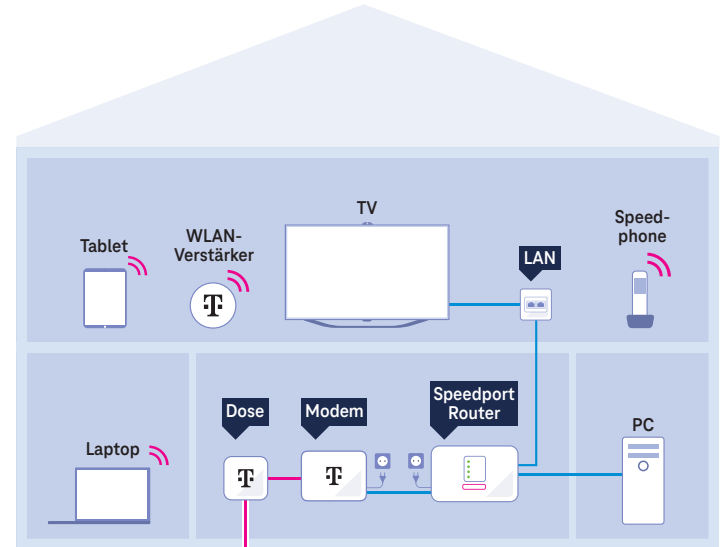 TV
Tablet
WLAN-
Verstärker
Speed-
phone
LAN
T
Dose
Modem
Speedport
Router
PC
Laptop
T
T